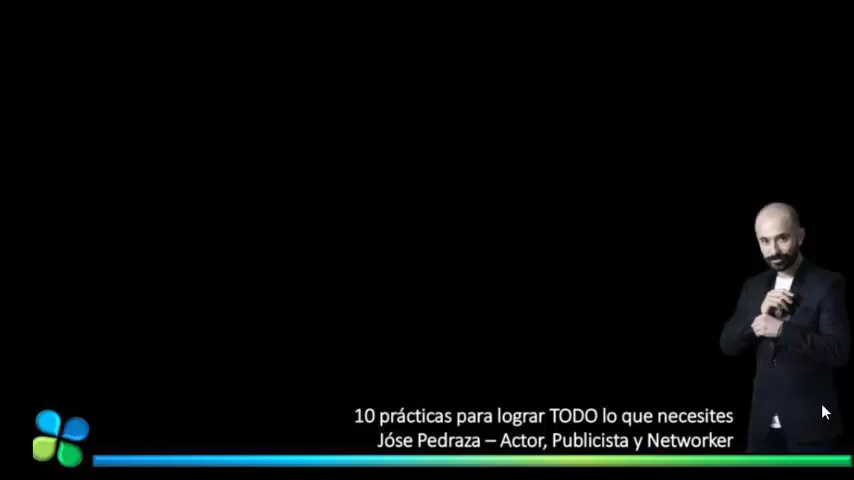 10 prácticas para lograr TODO lo que necesites
Jóse Pedraza – Actor, Publicista y Networker